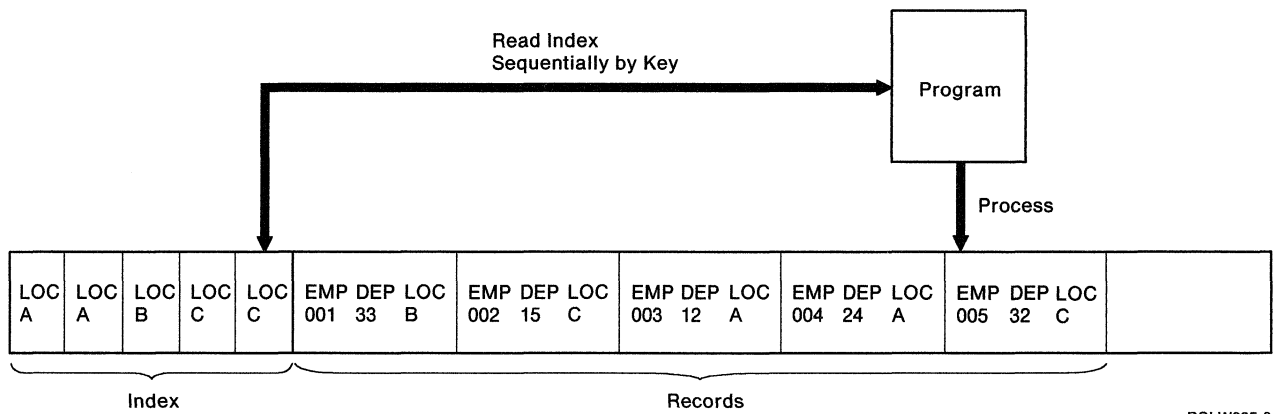 Read Index
Sequentially by Key
Program
Process
LOC LOC LOC LOC LOC EMP DEP LOC EMP DEP LOC EMP DEP LOC EMP DEP LOC EMP DEP LOC
A A B C C 001 33 B 002 15 C 003 12 A 004 24 A 005 32 C
Index Records